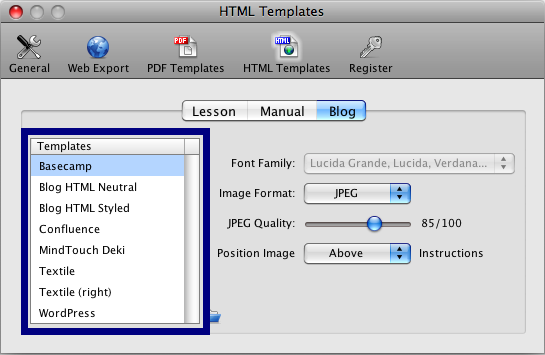 HTML Templates
General Web Export PDF Templates HTML Templates Register
Lesson Manual Blog
Templates
Basecamp
Blog HTML Neutral
Blog HTML Styled
Confluence
MindTouch Deki
Textile
Textile (right)
WordPress
Font Family: Lucida Grande, Lucida, Verdana...
Image Format: JPEG
JPEG Quality: 85/100
Position Image Above Instructions